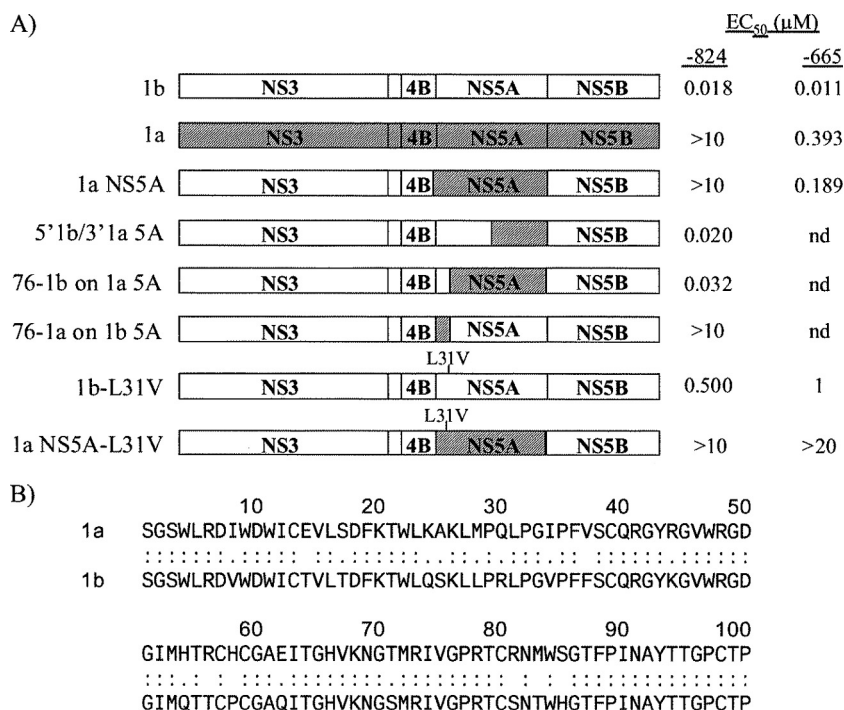 A)
EC50 (µM)
-824 -665
1b NS3 4B NS5A NS5B 0.018 0.011
1a NS3 4B NS5A NS5B >10 0.393
1a NS5A NS3 4B NS5A NS5B >10 0.189
5'1b/3'1a 5A NS3 4B NS5B 0.020 nd
76-1b on 1a 5A NS3 4B NS5A NS5B 0.032 nd
76-1a on 1b 5A NS3 4B NS5A NS5B >10 nd
L31V
1b-L31V NS3 4B NS5A NS5B 0.500 1
L31V
1a NS5A-L31V NS3 4B NS5A NS5B >10 >20
B)
10 20 30 40 50
1a SGSWLRDIWDWICEVLSDFKTWLKAKLMPQLPGIPFVSCQRGYRGVWRGD
1b SGSWLRDVWDWICTVLTDFKTWLQSKLLPRLPGVPFFSCQRGYKGVWRGD
60 70 80 90 100
GIMHTRCHCGAEITGHVKNGTMRIVGPRTCRNMWSGTFPINAYTTGPCTP
GIMQTTCPCGAQITGHVKNGSMRIVGPRTCSNTWHGTFPINAYTTGPCTP